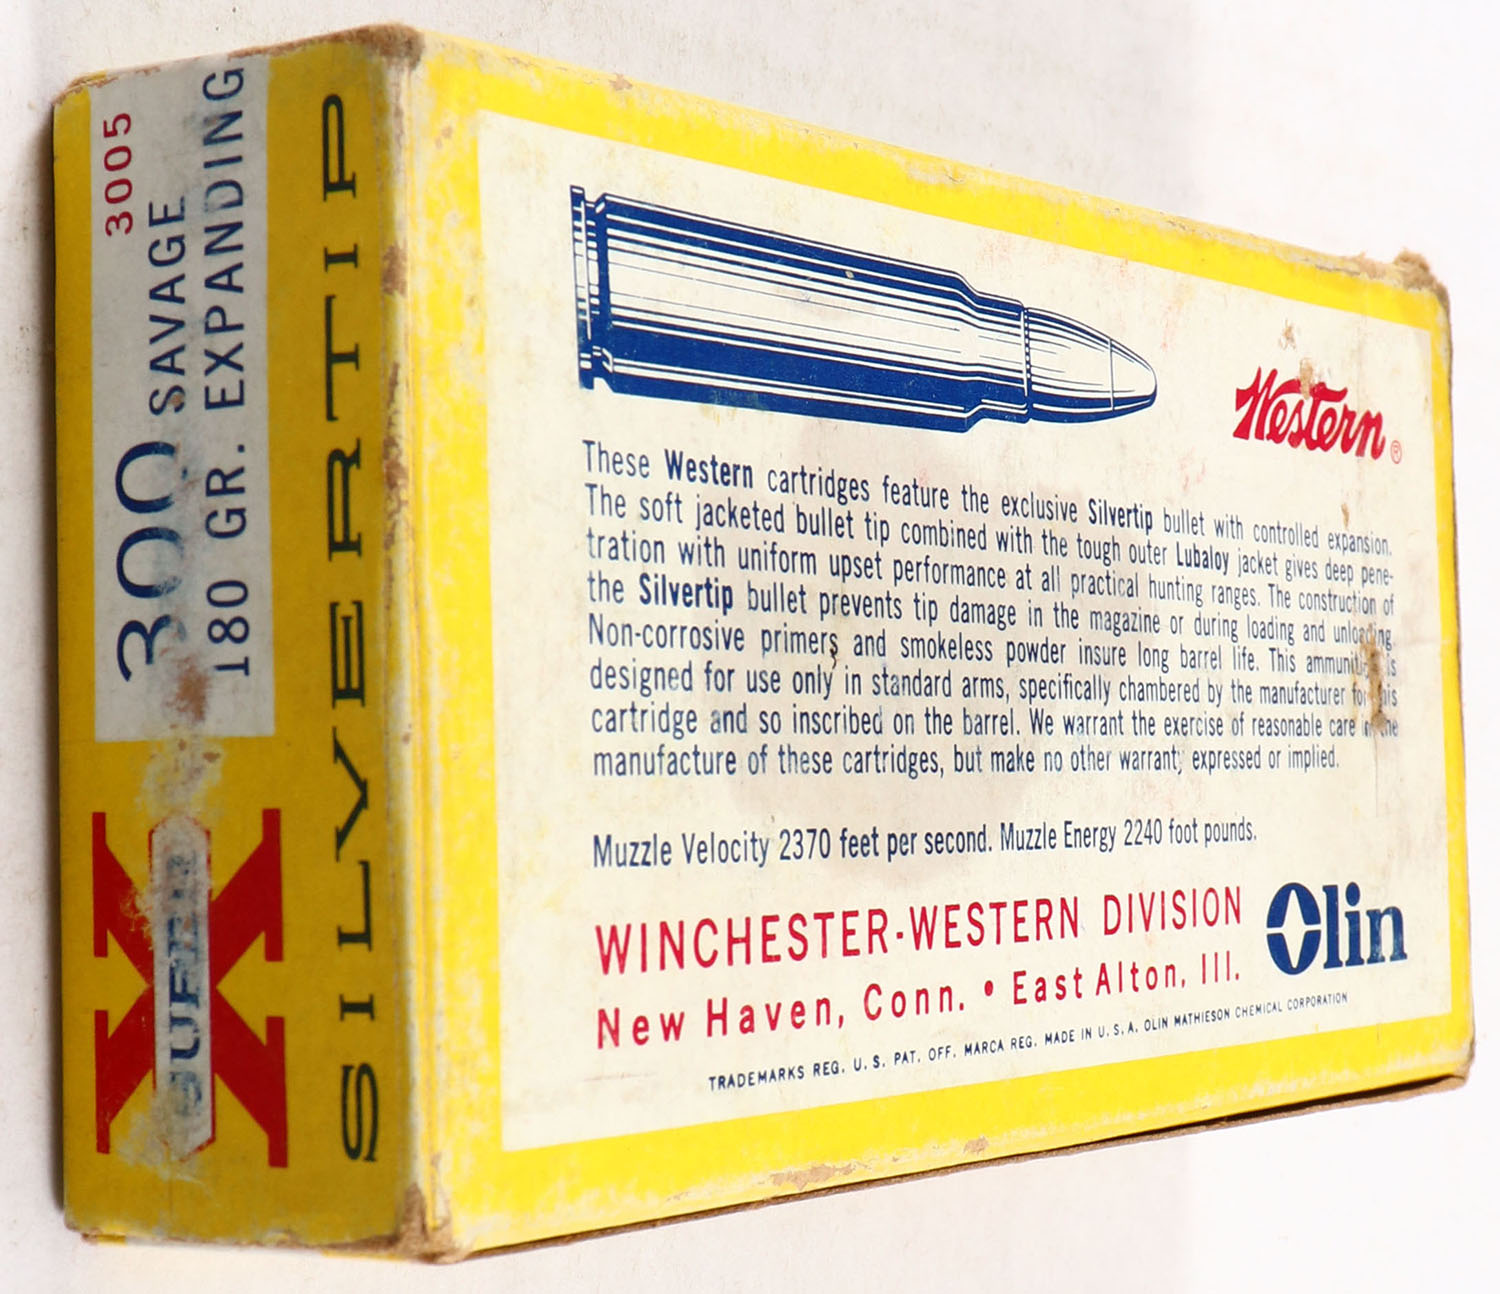 3005
300 SAVAGE
180 GR. EXPANDING
SUPER
X
SILVERTIP
Western ®
These Western cartridges feature the exclusive Silvertip bullet with controlled expansion.
The soft jacketed bullet tip combined with the tough outer Lubaloy jacket gives deep pene-
tration with uniform upset performance at all practical hunting ranges. The construction of
the Silvertip bullet prevents tip damage in the magazine or during loading and unloading.
Non-corrosive primers and smokeless powder insure long barrel life. This ammunition is
designed for use only in standard arms, specifically chambered by the manufacturer for this
cartridge and so inscribed on the barrel. We warrant the exercise of reasonable care in the
manufacture of these cartridges, but make no other warranty expressed or implied.
Muzzle Velocity 2370 feet per second. Muzzle Energy 2240 foot pounds.
WINCHESTER-WESTERN DIVISION
New Haven, Conn. • East Alton, Ill.
Olin
TRADEMARKS REG. U. S. PAT. OFF. MARCA REG. MADE IN U. S. A. OLIN MATHIESON CHEMICAL CORPORATION